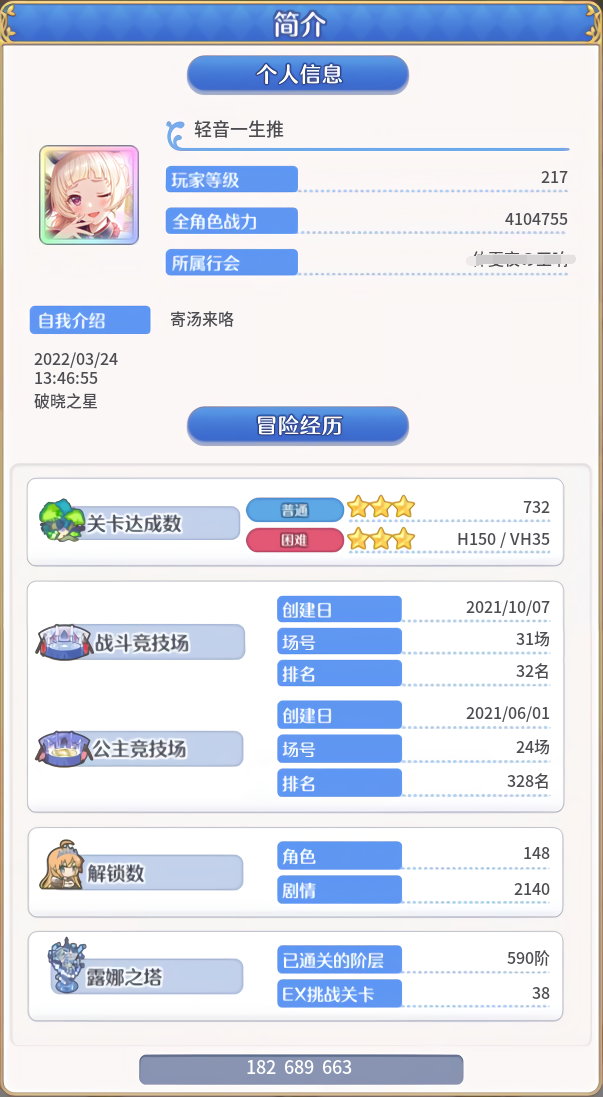 简介
个人信息
轻音一生推
玩家等级 217
全角色战力 4104755
所属行会
自我介绍 寄汤来咯
2022/03/24
13:46:55
破晓之星
冒险经历
关卡达成数 普通 732
困难 H150 / VH35
战斗竞技场 创建日 2021/10/07
场号 31场
排名 32名
公主竞技场 创建日 2021/06/01
场号 24场
排名 328名
解锁数 角色 148
剧情 2140
露娜之塔 已通关的阶层 590阶
EX挑战关卡 38
182 689 663